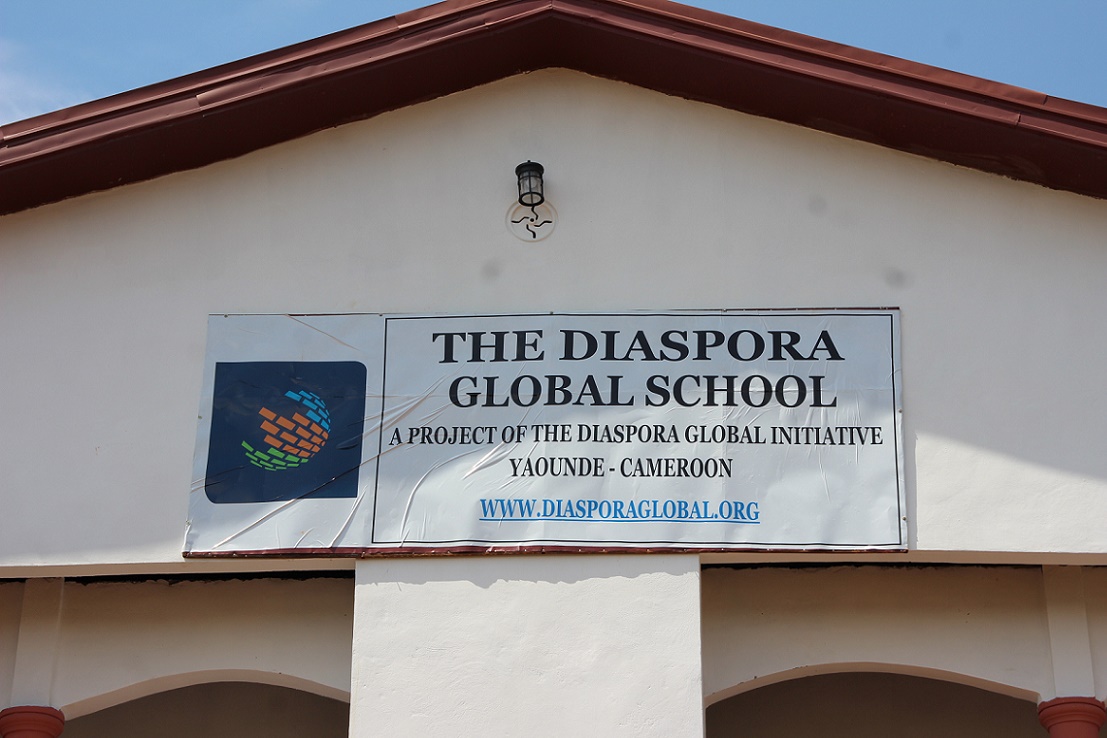 THE DIASPORA
GLOBAL SCHOOL
A PROJECT OF THE DIASPORA GLOBAL INITIATIVE
YAOUNDE - CAMEROON
WWW.DIASPORAGLOBAL.ORG